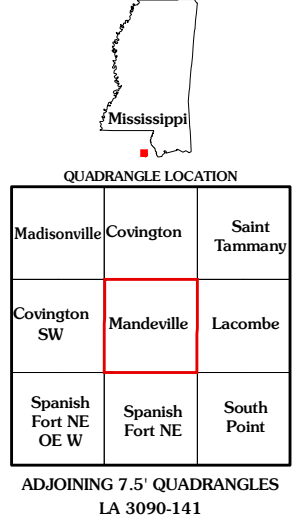 Mississippi
QUADRANGLE LOCATION
Madisonville
Covington
Saint
Tammany
Covington
SW
Mandeville
Lacombe
Spanish
Fort NE
OE W
Spanish
Fort NE
South
Point
ADJOINING 7.5' QUADRANGLES
LA 3090-141